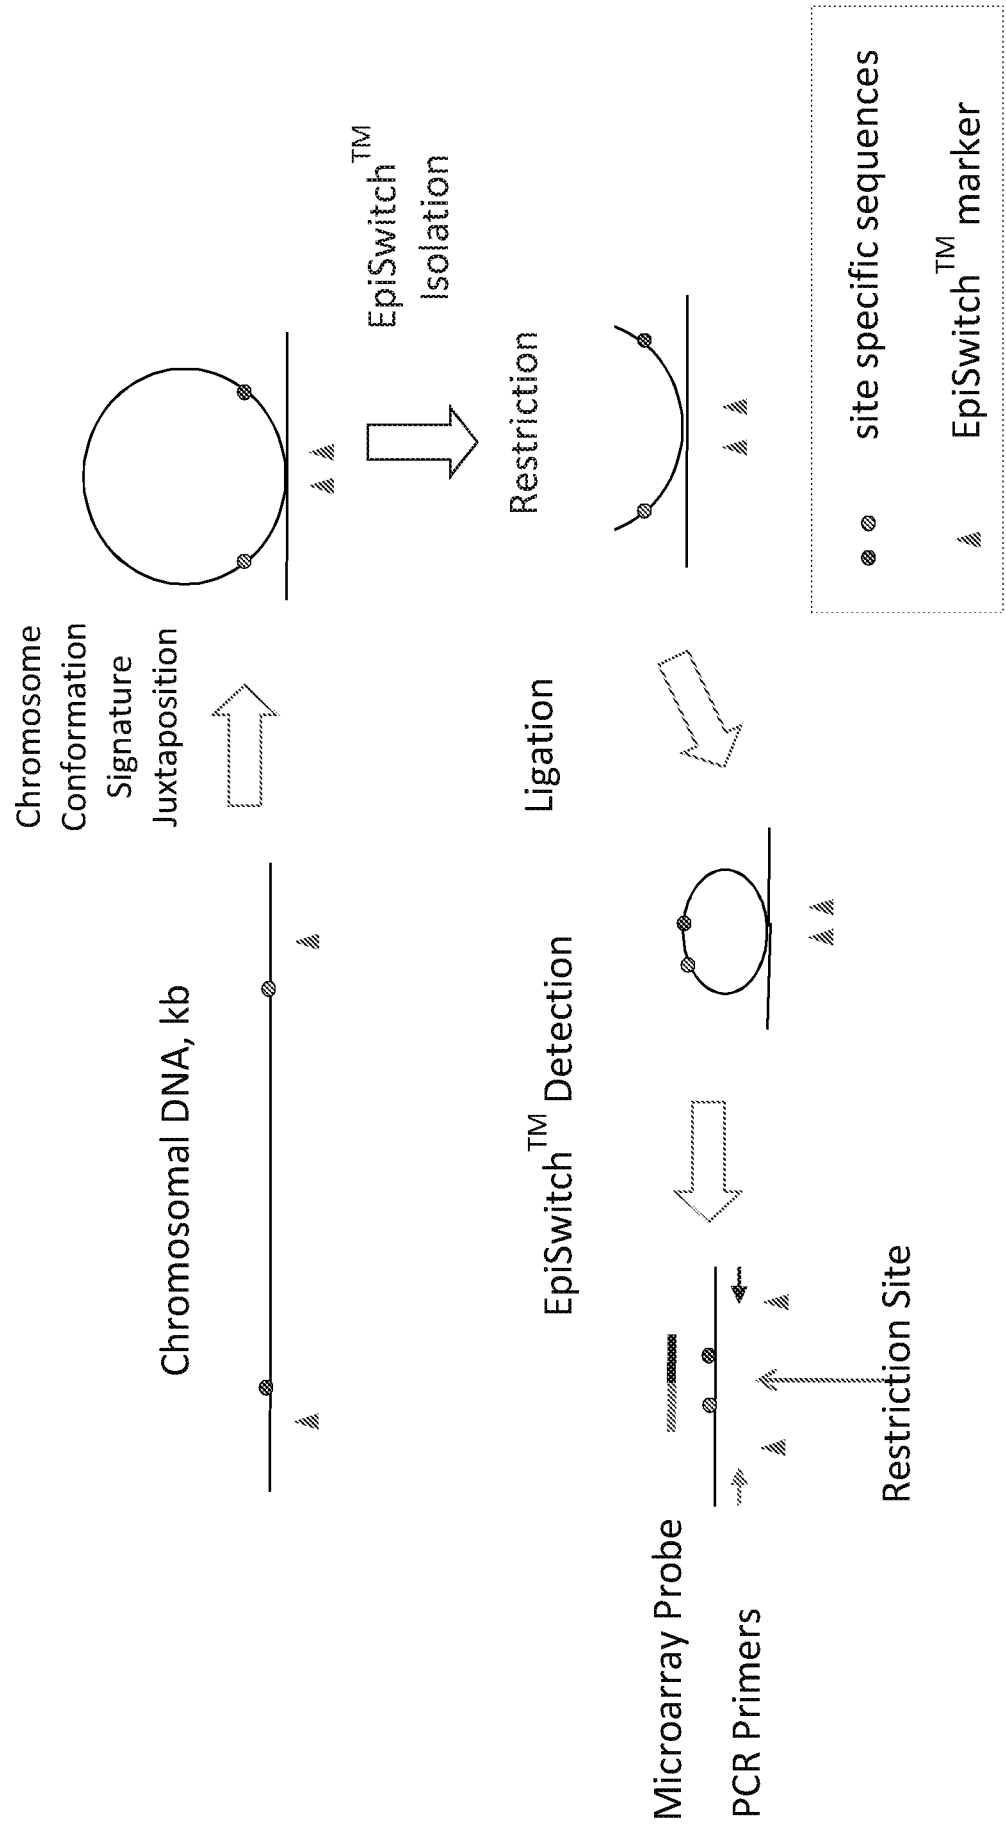 Chromosomal DNA, kb
Chromosome
Conformation
Signature
Juxtaposition
EpiSwitch™
Isolation
Restriction
Ligation
EpiSwitch™ Detection
Microarray Probe
PCR Primers
Restriction Site
site specific sequences
EpiSwitch™ marker